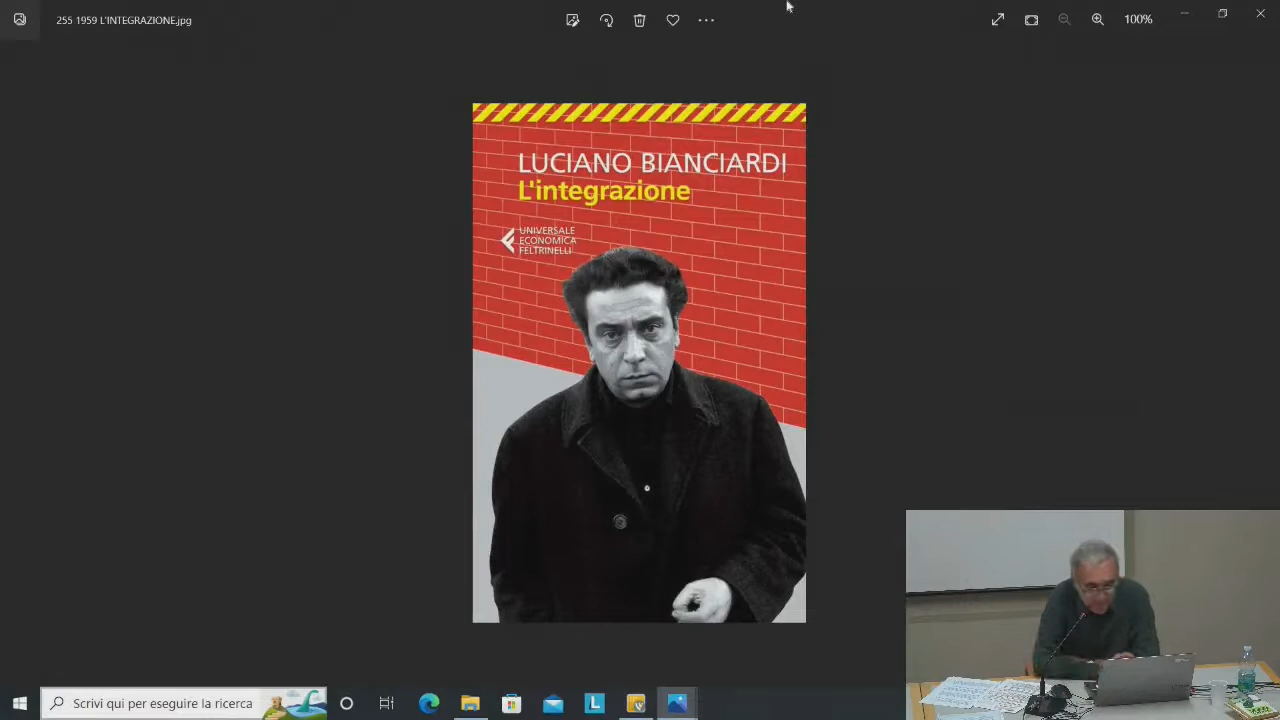 255 1959 L'INTEGRAZIONE.jpg
100%
LUCIANO BIANCIARDI
L'integrazione
UNIVERSALE
ECONOMICA
FELTRINELLI
Scrivi qui per eseguire la ricerca
L